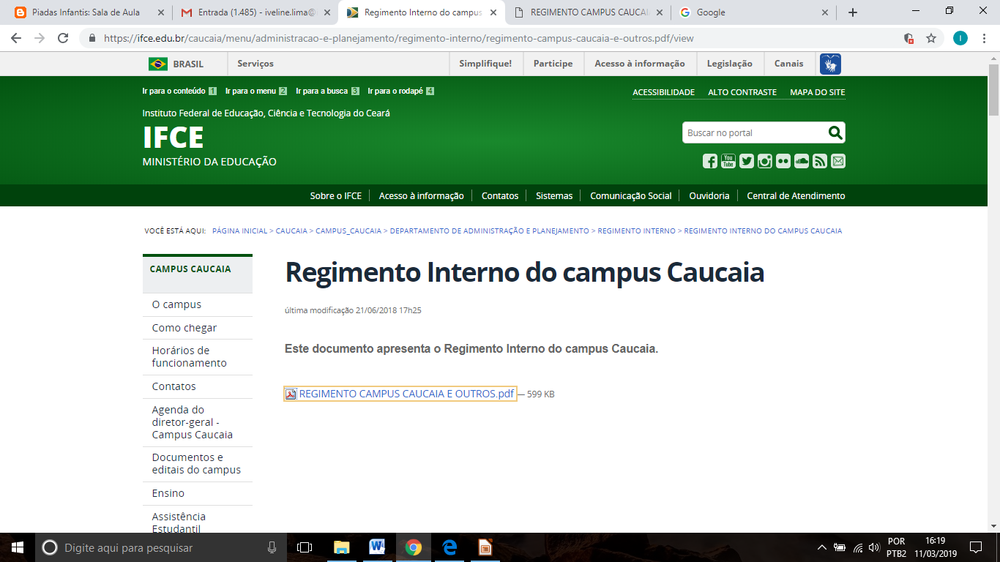 Piadas Infantis: Sala de Aula
Entrada (1.485) - iveline.lima@
Regimento Interno do campus
REGIMENTO CAMPUS CAUCAI
Google
https://ifce.edu.br/caucaia/menu/administracao-e-planejamento/regimento-interno/regimento-campus-caucaia-e-outros.pdf/view
I
BRASIL
Serviços
Simplifique!
Participe
Acesso à informação
Legislação
Canais
Ir para o conteúdo 1 Ir para o menu 2 Ir para a busca 3 Ir para o rodapé 4
ACESSIBILIDADE ALTO CONTRASTE MAPA DO SITE
Instituto Federal de Educação, Ciência e Tecnologia do Ceará
IFCE
MINISTÉRIO DA EDUCAÇÃO
Buscar no portal
You Tube
Sobre o IFCE
Acesso à informação
Contatos
Sistemas
Comunicação Social
Ouvidoria
Central de Atendimento
VOCÊ ESTÁ AQUI: PÁGINA INICIAL > CAUCAIA > CAMPUS_CAUCAIA > DEPARTAMENTO DE ADMINISTRAÇÃO E PLANEJAMENTO > REGIMENTO INTERNO > REGIMENTO INTERNO DO CAMPUS CAUCAIA
CAMPUS CAUCAIA
O campus
Como chegar
Horários de
funcionamento
Contatos
Agenda do
diretor-geral -
Campus Caucaia
Documentos e
editais do campus
Ensino
Assistência
Estudantil
Regimento Interno do campus Caucaia
última modificação 21/06/2018 17h25
Este documento apresenta o Regimento Interno do campus Caucaia.
REGIMENTO CAMPUS CAUCAIA E OUTROS.pdf — 599 KB
Digite aqui para pesquisar
POR
PTB2
16:19
11/03/2019